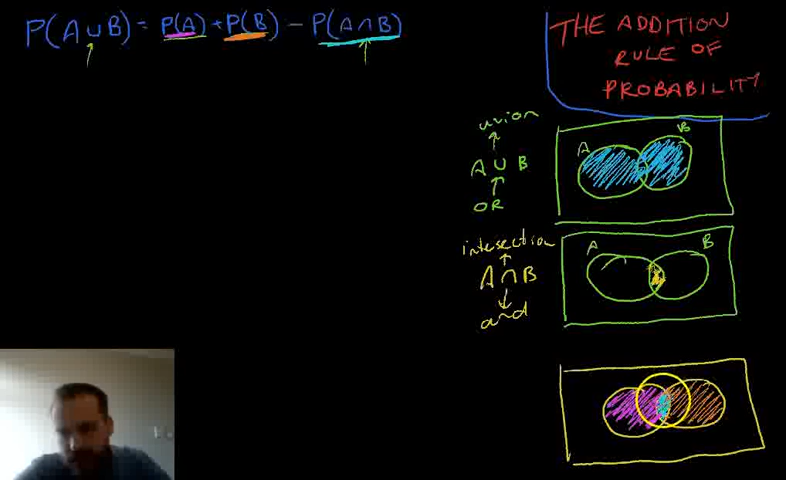 P(A∪B) = P(A) + P(B) - P(A∩B)
THE ADDITION
RULE OF
PROBABILITY
union
A ∪ B
OR
A
B
intersection
A ∩ B
and
A
B